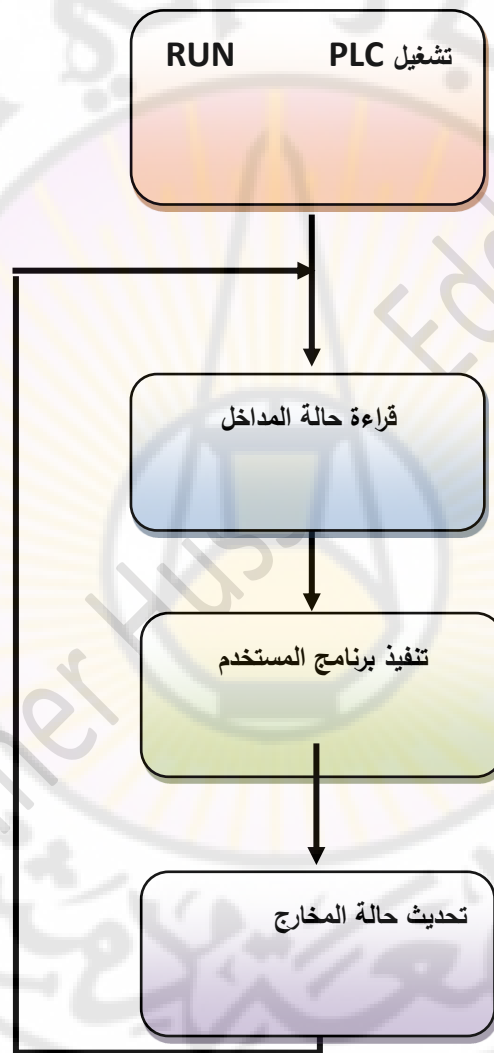 تشغيل PLC RUN
قراءة حالة المداخل
تنفيذ برنامج المستخدم
تحديث حالة المخارج